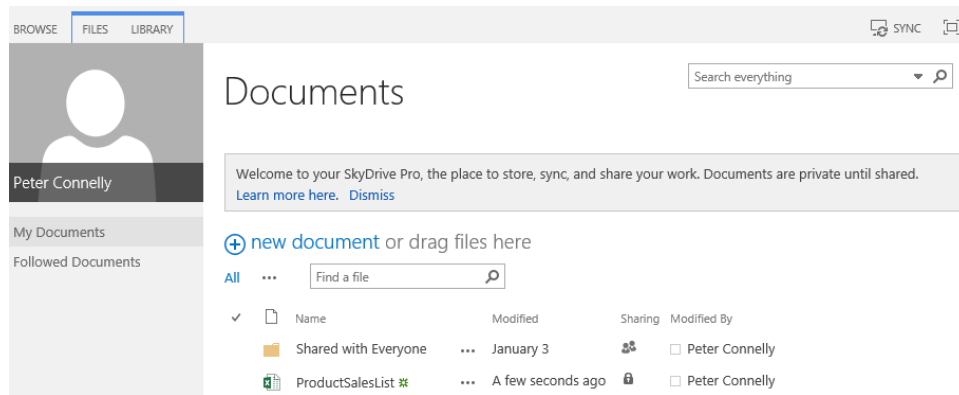 BROWSE FILES LIBRARY SYNC
Documents
Search everything
Peter Connelly
Welcome to your SkyDrive Pro, the place to store, sync, and share your work. Documents are private until shared.
Learn more here. Dismiss
My Documents
Followed Documents
new document or drag files here
All ... Find a file
Name Modified Sharing Modified By
Shared with Everyone ... January 3 Peter Connelly
ProductSalesList ... A few seconds ago Peter Connelly